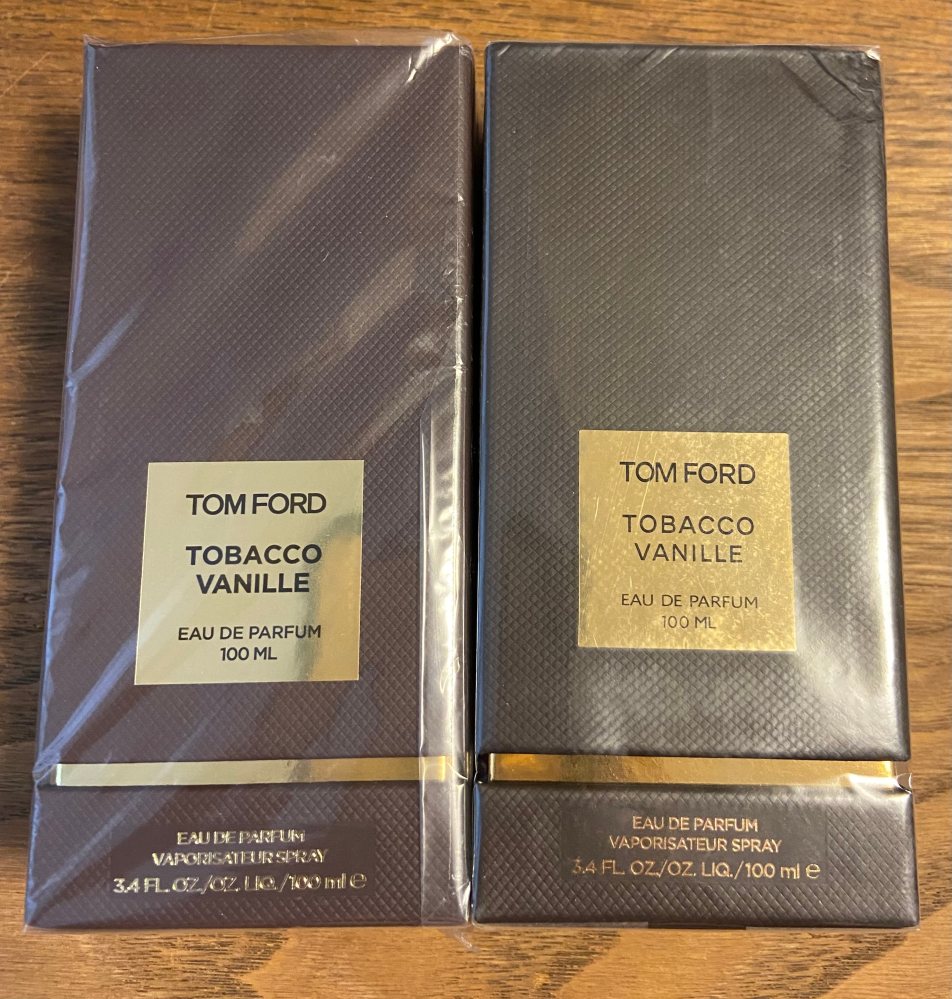 TOM FORD
TOBACCO
VANILLE
EAU DE PARFUM
100 ML
EAU DE PARFUM
VAPORISATEUR SPRAY
3.4 FL. OZ./OZ. LIQ./100 ml ℮
TOM FORD
TOBACCO
VANILLE
EAU DE PARFUM
100 ML
EAU DE PARFUM
VAPORISATEUR SPRAY
3.4 FL. OZ./OZ. LIQ./100 ml ℮